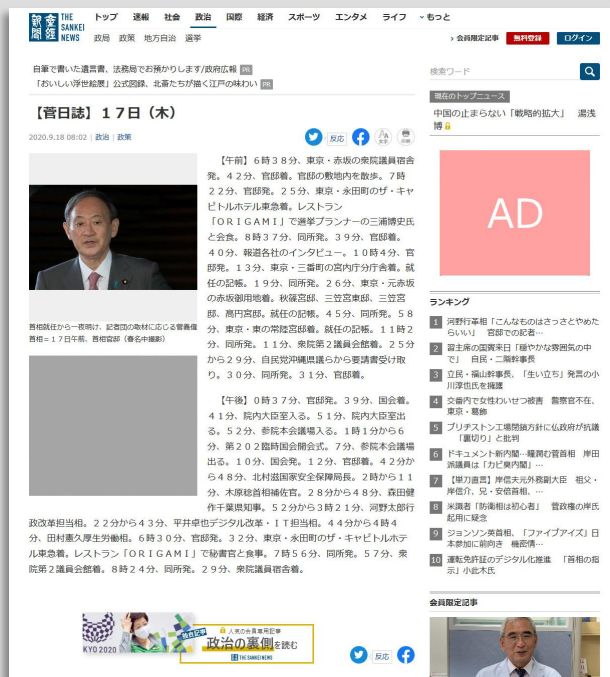 産経新聞
THE SANKEI NEWS
トップ 速報 社会 政治 国際 経済 スポーツ エンタメ ライフ もっと
政局 政策 地方自治 選挙
会員限定記事 無料登録 ログイン
自筆で書いた遺言書、法務局でお預かりします/政府広報 PR
「おいしい浮世絵展」公式図録、北斎たちが描く江戸の味わい PR
【菅日誌】１７日（木）
2020.9.18 08:02 | 政治 | 政策
反応
文字
印刷
【午前】６時３８分、東京・赤坂の衆院議員宿舎
発。４２分、官邸着。官邸の敷地内を散歩。７時
２２分、官邸発。２５分、東京・永田町のザ・キャ
ピトルホテル東急着。レストラン
「ＯＲＩＧＡＭＩ」で選挙プランナーの三浦博史氏
と会食。８時３７分、同所発。３９分、官邸着。
４０分、報道各社のインタビュー。１０時４分、官
邸発。１３分、東京・三番町の宮内庁分庁舎着。就
任の記帳。１９分、同所発。２６分、東京・元赤坂
の赤坂御用地着。秋篠宮邸、三笠宮東邸、三笠宮
邸、高円宮邸。就任の記帳。４５分、同所発。５８
分、東京・東の常陸宮邸着。就任の記帳。１１時２
分、同所発。１１分、衆院第２議員会館着。２５分
から２９分、自民党沖縄県議らから要請書受け取
り。３０分、同所発。３１分、官邸着。
首相就任から一夜明け、記者団の取材に応じる菅義偉
首相＝１７日午前、首相官邸（春名中撮影）
【午後】０時３７分、官邸発。３９分、国会着。
４１分、院内大臣室入る。５１分、院内大臣室出
る。５２分、参院本会議場入る。１時１分から６
分、第２０２臨時国会開会式。７分、参院本会議場
出る。１０分、国会発。１２分、官邸着。４２分か
ら４８分、北村滋国家安全保障局長。２時から１１
分、木原稔首相補佐官。２８分から４８分、森田健
作千葉県知事。５２分から３時２１分、河野太郎行
政改革担当相。２２分から４３分、平井卓也デジタル改革・ＩＴ担当相。４４分から４時４
分、田村憲久厚生労働相。６時３０分、官邸発。３２分、東京・永田町のザ・キャピトルホテ
ル東急着。レストラン「ＯＲＩＧＡＭＩ」で秘書官と食事。７時５６分、同所発。５７分、衆
院第２議員会館着。８時２４分、同所発。２９分、衆院議員宿舎着。
KYO 2020
独自記事
人気の会員専用記事
政治の裏側を読む
THE SANKEI NEWS
反応
検索ワード
現在のトップニュース
中国の止まらない「戦略的拡大」 湯浅
博
AD
ランキング
1 河野行革相「こんなものはさっさとやめた
らいい」 官邸での記者…
2 習主席の国賓来日「穏やかな雰囲気の中
で」 自民・二階幹事長
3 立民・福山幹事長、「生い立ち」発言の小
川淳也氏を擁護
4 交番内で女性わいせつ被害 警察官不在、
東京・葛飾
5 ブリヂストン工場閉鎖方針に仏政府が抗議
「裏切り」と批判
6 ドキュメント新内閣…瞳潤む菅首相 岸田
派議員は「カビ臭内閣」…
7 【単刀直言】岸信夫外務副大臣 祖父・
岸信介、兄・安倍首相、…
8 米識者「防衛相は初心者」 菅政権の岸氏
起用に疑念
9 ジョンソン英首相、「ファイブアイズ」日
本参加に前向き 機密情…
10 運転免許証のデジタル化推進 「首相の指
示」小此木氏
会員限定記事